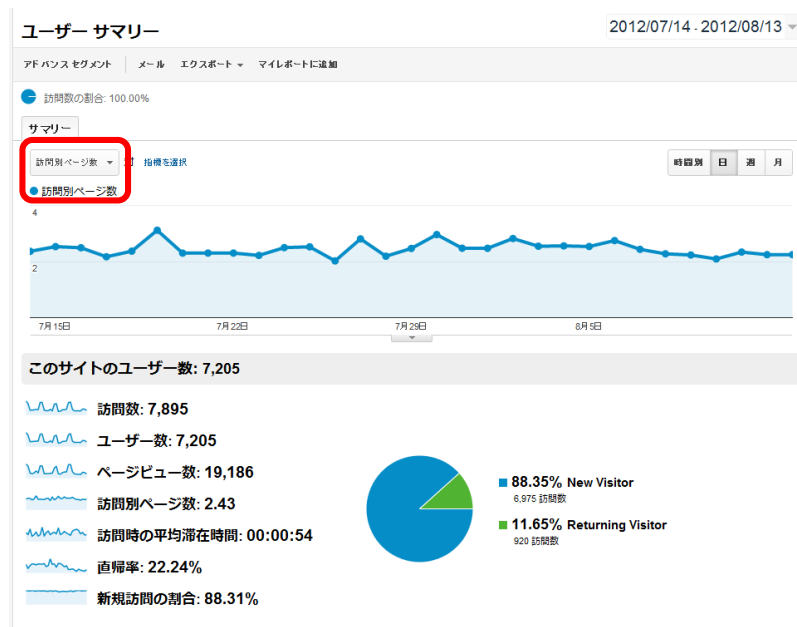 ユーザー サマリー
2012/07/14 - 2012/08/13
アドバンス セグメント メール エクスポート マイレポートに追加
訪問数の割合: 100.00%
サマリー
訪問別ページ数 指標を選択
時間別 日 週 月
訪問別ページ数
4
2
7月15日 7月22日 7月29日 8月5日
このサイトのユーザー数: 7,205
訪問数: 7,895
ユーザー数: 7,205
ページビュー数: 19,186
訪問別ページ数: 2.43
訪問時の平均滞在時間: 00:00:54
直帰率: 22.24%
新規訪問の割合: 88.31%
88.35% New Visitor
6,975 訪問数
11.65% Returning Visitor
920 訪問数